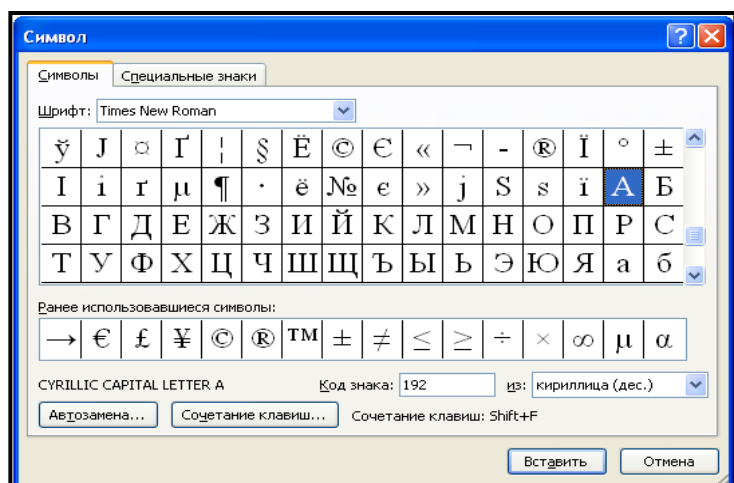 Символ
Символы Специальные знаки
Шрифт: Times New Roman
ў Ј ¤ Ґ ¦ § Ё © Є « ¬ - ® Ї ° ±
І і ґ µ ¶ · ё № є » ј Ѕ ѕ ї А Б
В Г Д Е Ж З И Й К Л М Н О П Р С
Т У Ф Х Ц Ч Ш Щ Ъ Ы Ь Э Ю Я а б
Ранее использовавшиеся символы:
→ € £ ¥ © ® ™ ± ≠ ≤ ≥ ÷ × ∞ µ α
CYRILLIC CAPITAL LETTER A Код знака: 192 из: кириллица (дес.)
Автозамена... Сочетание клавиш... Сочетание клавиш: Shift+F
Вставить Отмена